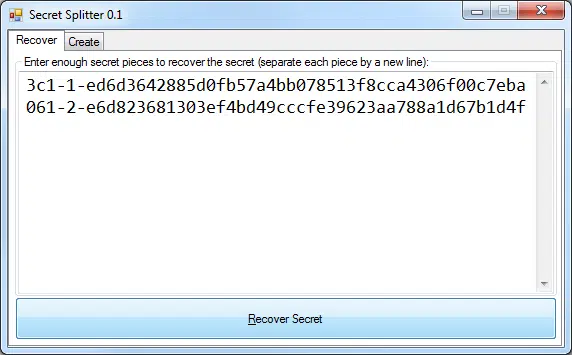 Secret Splitter 0.1
Recover Create
Enter enough secret pieces to recover the secret (separate each piece by a new line):
3c1-1-ed6d3642885d0fb57a4bb078513f8cca4306f00c7eba
061-2-e6d823681303ef4bd49cccfe39623aa788a1d67b1d4f
Recover Secret